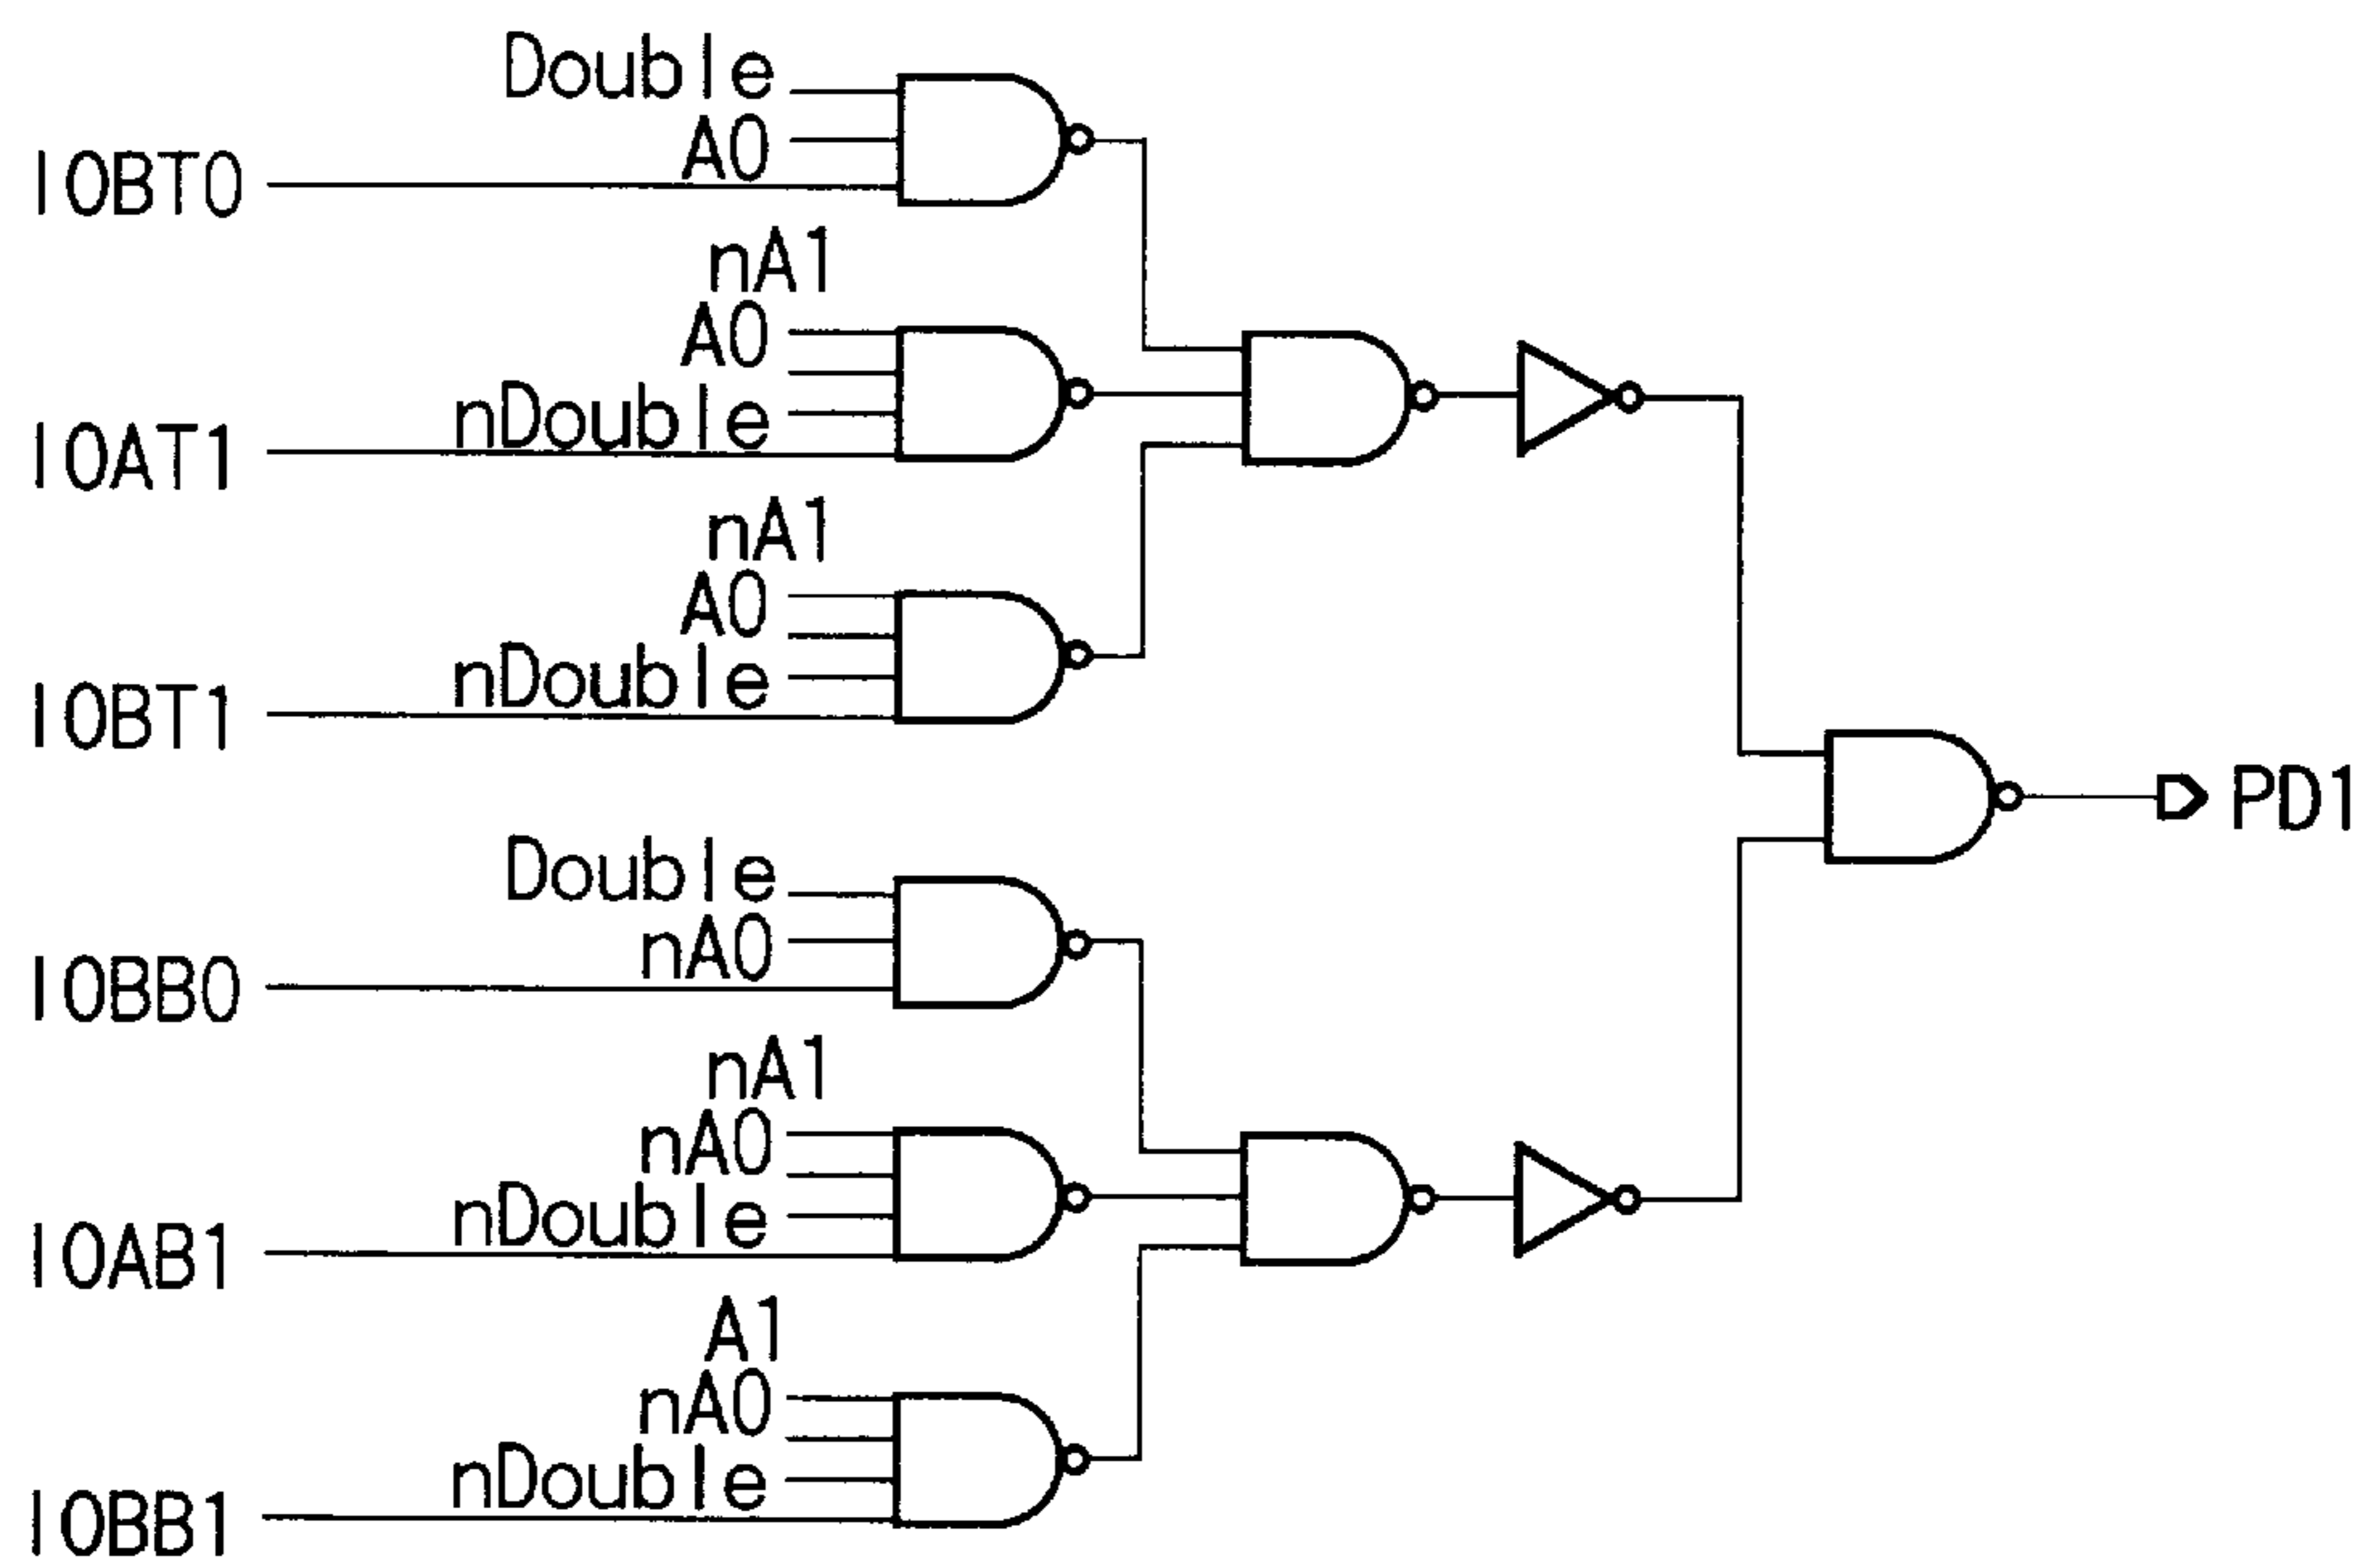 Double
A0
IOBT0
nA1
A0
nDouble
IOAT1
nA1
A0
nDouble
IOBT1
PD1
Double
nA0
IOBB0
nA1
nA0
nDouble
IOAB1
A1
nA0
nDouble
IOBB1